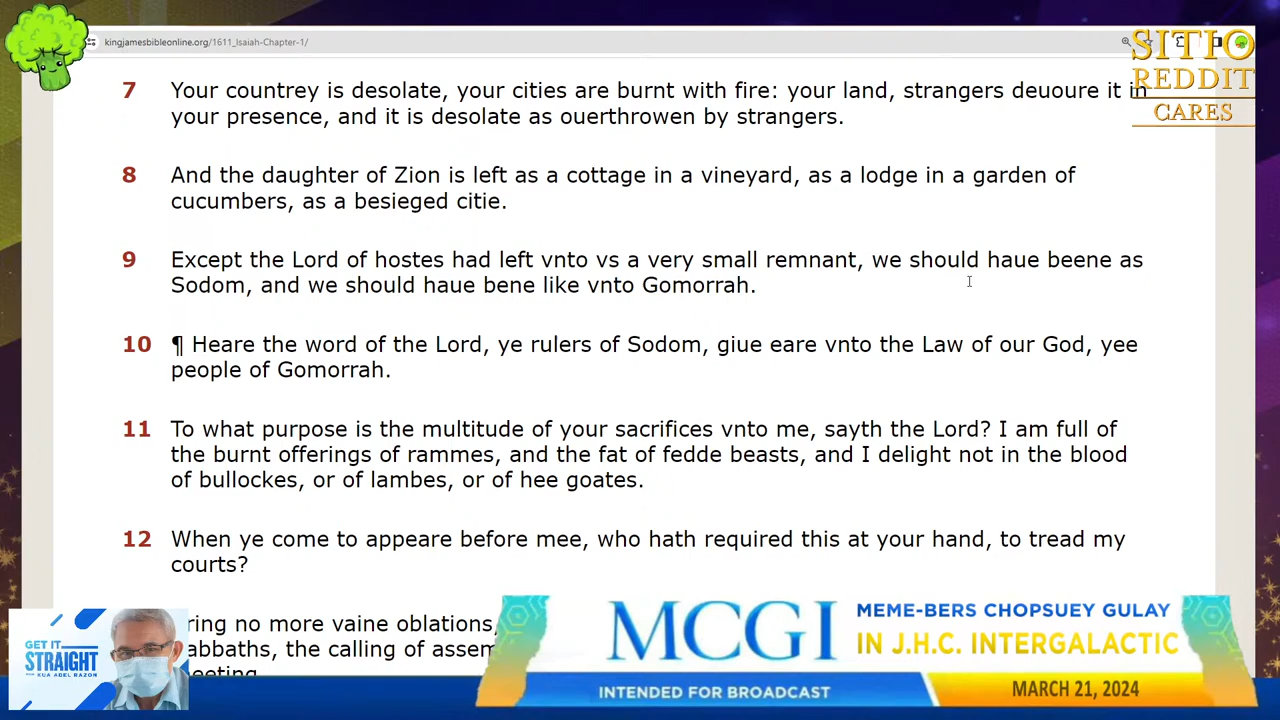 kingjamesbibleonline.org/1611_Isaiah-Chapter-1/
SITIO
REDDIT
CARES
7 Your countrey is desolate, your cities are burnt with fire: your land, strangers deuoure it in
your presence, and it is desolate as ouerthrowen by strangers.
8 And the daughter of Zion is left as a cottage in a vineyard, as a lodge in a garden of
cucumbers, as a besieged citie.
9 Except the Lord of hostes had left vnto vs a very small remnant, we should haue beene as
Sodom, and we should haue bene like vnto Gomorrah.
10 ¶ Heare the word of the Lord, ye rulers of Sodom, giue eare vnto the Law of our God, yee
people of Gomorrah.
11 To what purpose is the multitude of your sacrifices vnto me, sayth the Lord? I am full of
the burnt offerings of rammes, and the fat of fedde beasts, and I delight not in the blood
of bullockes, or of lambes, or of hee goates.
12 When ye come to appeare before mee, who hath required this at your hand, to tread my
courts?
ring no more vaine oblations,
abbaths, the calling of assem
eeting.
GET IT
STRAIGHT
WITH KUA ADEL RAZON
MCGI
MEME-BERS CHOPSUEY GULAY
IN J.H.C. INTERGALACTIC
INTENDED FOR BROADCAST
MARCH 21, 2024